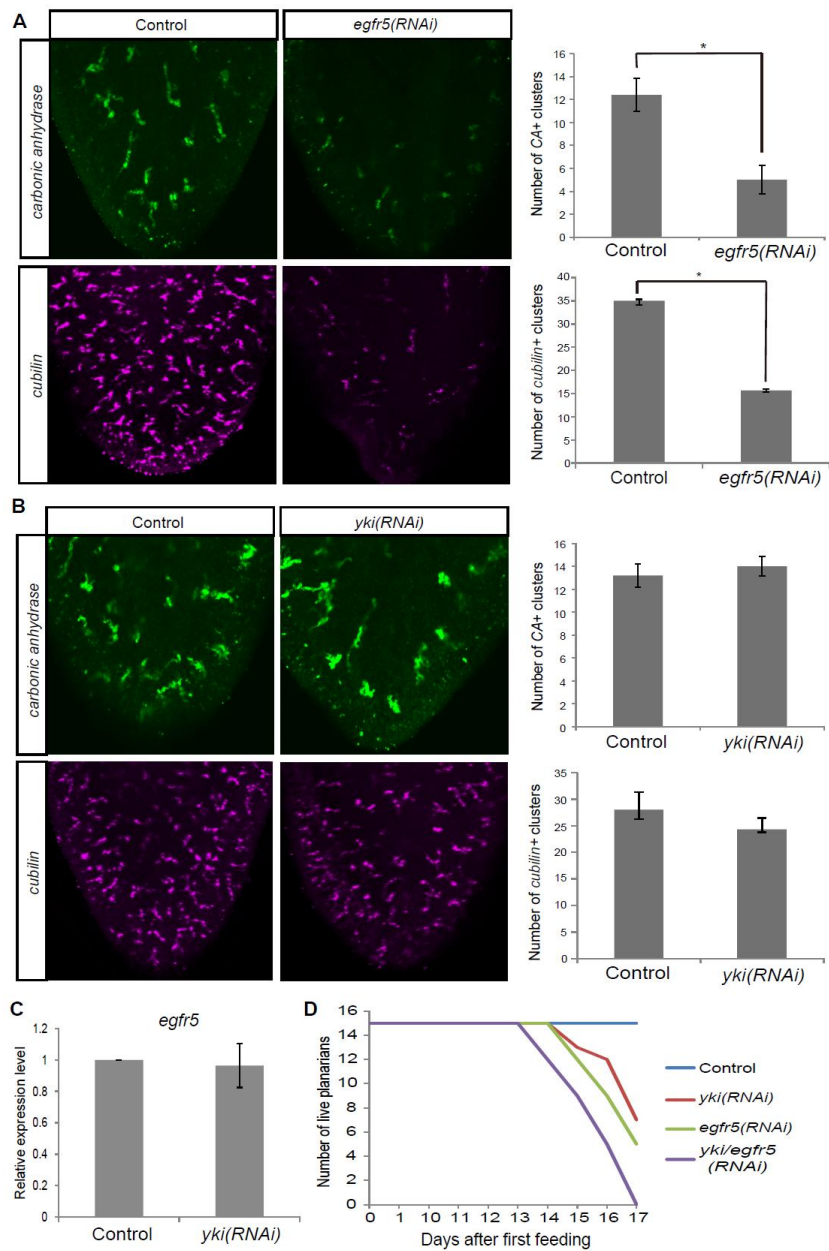 A
Control
egfr5(RNAi)
carbonic anhydrase
cubilin
Number of CA+ clusters
16
14
12
10
8
6
4
2
0
*
Control
egfr5(RNAi)
Number of cubilin+ clusters
40
35
30
25
20
15
10
5
0
*
Control
egfr5(RNAi)
B
Control
yki(RNAi)
carbonic anhydrase
cubilin
Number of CA+ clusters
16
14
12
10
8
6
4
2
0
Control
yki(RNAi)
Number of cubilin+ clusters
35
30
25
20
15
10
5
0
Control
yki(RNAi)
C
egfr5
Relative expression level
1.2
1
0.8
0.6
0.4
0.2
0
Control
yki(RNAi)
D
Number of live planarians
16
14
12
10
8
6
4
2
0
0 1 10 11 12 13 14 15 16 17
Days after first feeding
Control
yki(RNAi)
egfr5(RNAi)
yki/egfr5
(RNAi)